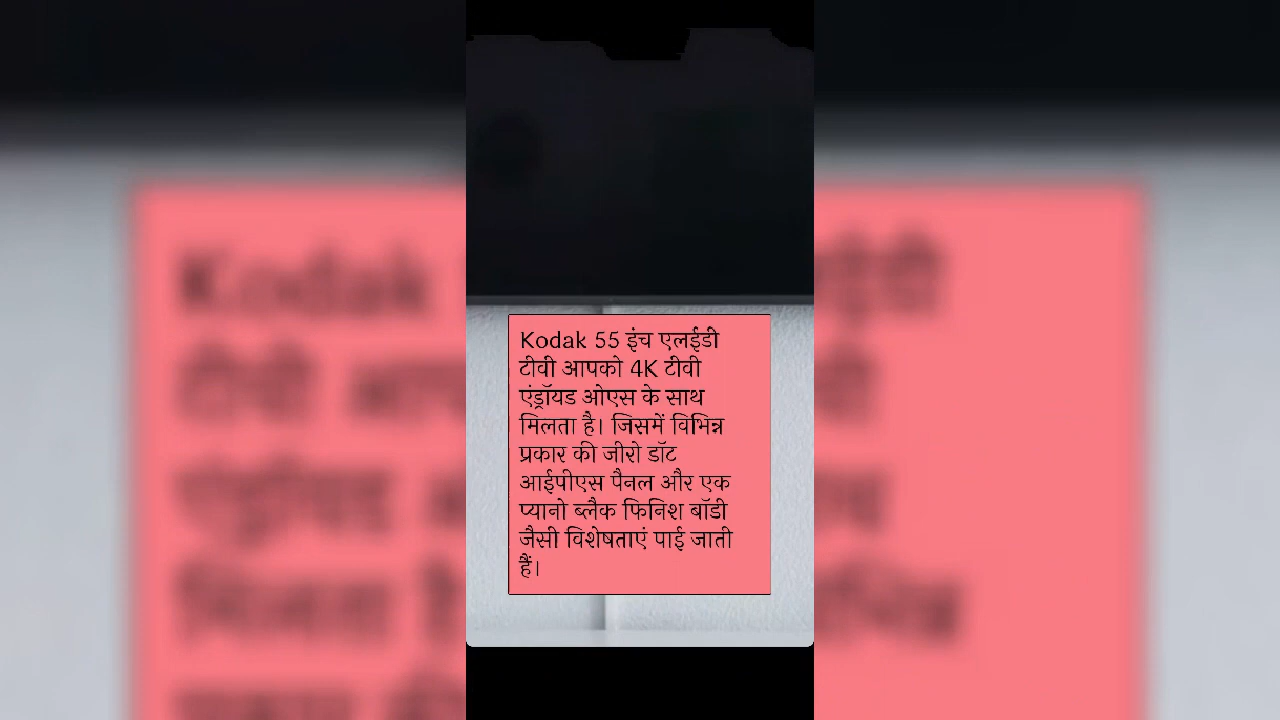 Kodak 55 इंच एलईडी
टीवी आपको 4K टीवी
एंड्रॉयड ओएस के साथ
मिलता है। जिसमें विभिन्न
प्रकार की जीरो डॉट
आईपीएस पैनल और एक
प्यानो ब्लैक फिनिश बॉडी
जैसी विशेषताएं पाई जाती
हैं।